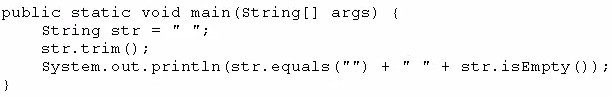 public static void main(String[] args) {
    String str = " ";
    str.trim();
    System.out.println(str.equals("") + " " + str.isEmpty());
}